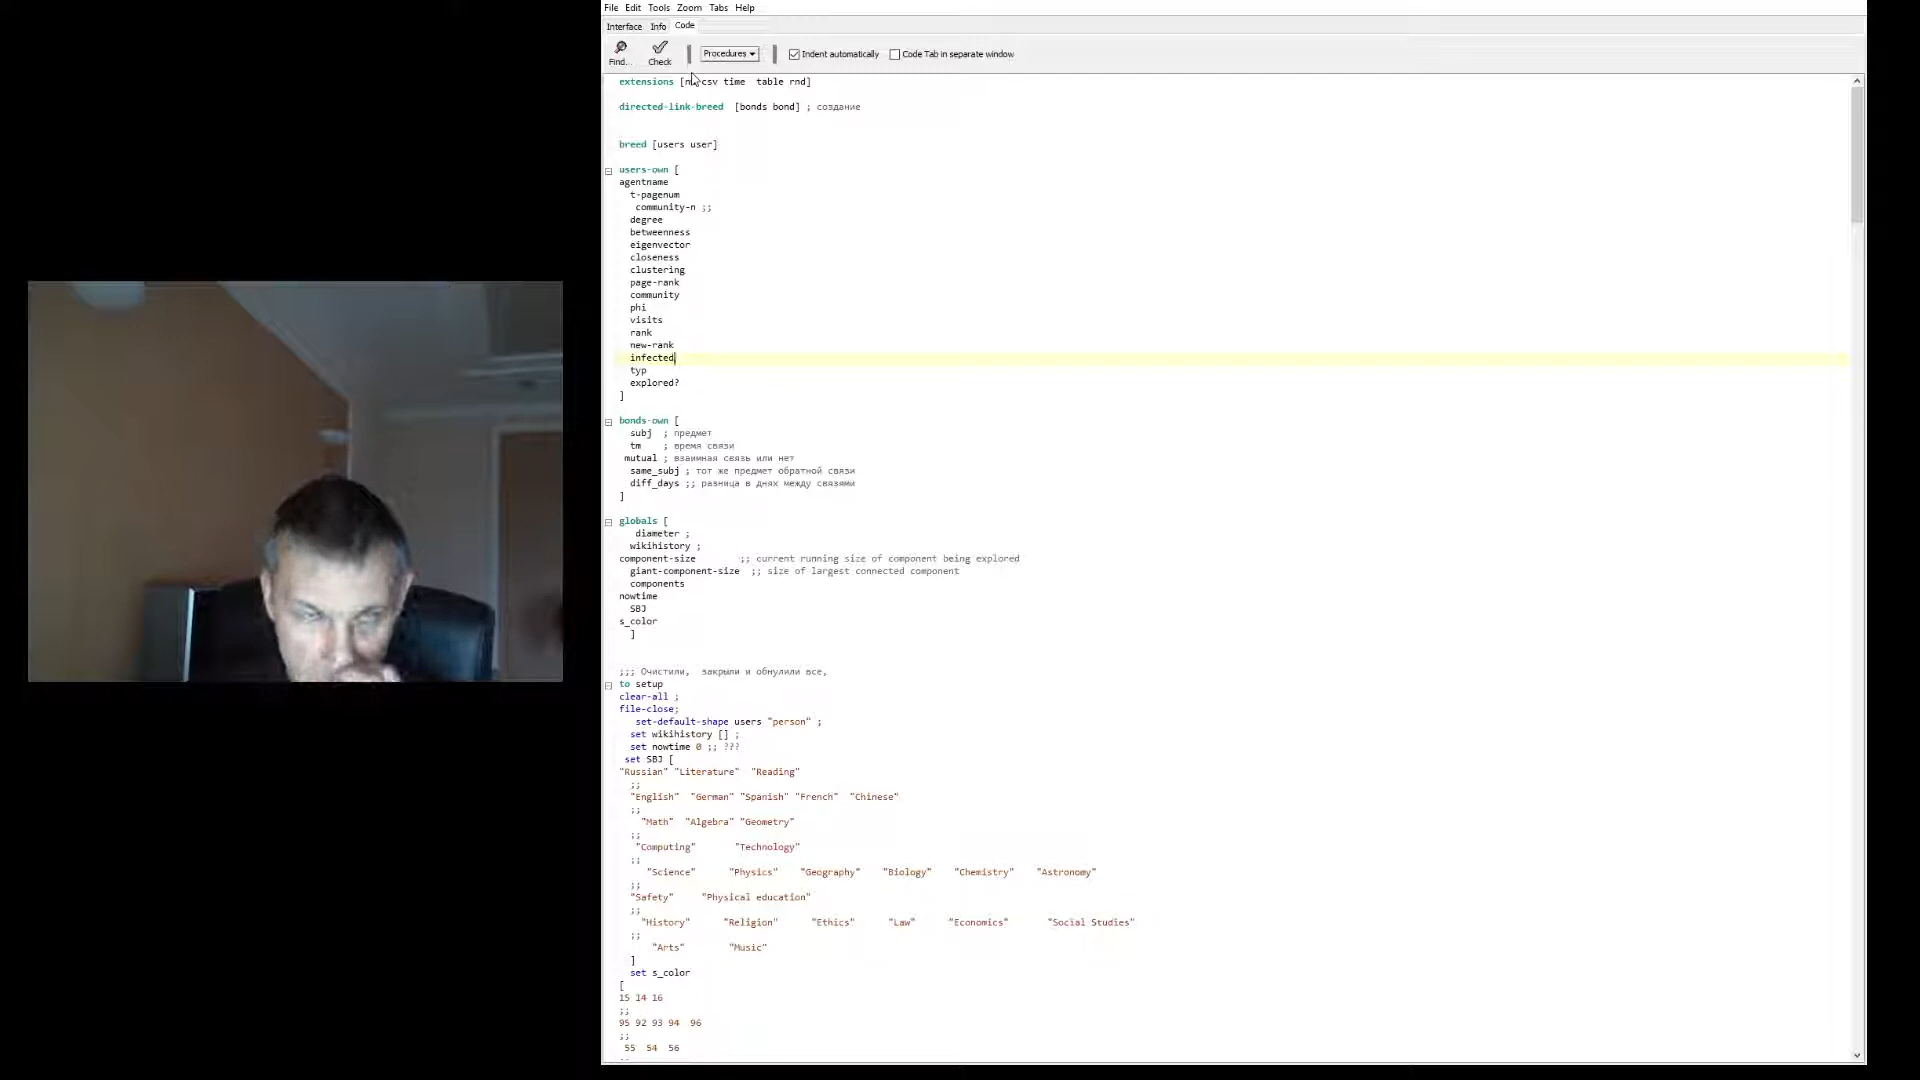 File Edit Tools Zoom Tabs Help
Interface Info Code
Find... Check Procedures Indent automatically Code Tab in separate window
extensions [n csv time table rnd]
directed-link-breed [bonds bond] ; создание
breed [users user]
users-own [
agentname
t-pagenum
community-n ;;
degree
betweenness
eigenvector
closeness
clustering
page-rank
community
phi
visits
rank
new-rank
infected
typ
explored?
]
bonds-own [
subj ; предмет
tm ; время связи
mutual ; взаимная связь или нет
same_subj ; тот же предмет обратной связи
diff_days ;; разница в днях между связями
]
globals [
diameter ;
wikihistory ;
component-size ;; current running size of component being explored
giant-component-size ;; size of largest connected component
components
nowtime
SBJ
s_color
]
;;; Очистили, закрыли и обнулили все,
to setup
clear-all ;
file-close;
set-default-shape users "person" ;
set wikihistory [] ;
set nowtime 0 ;; ???
set SBJ [
"Russian" "Literature" "Reading"
;;
"English" "German" "Spanish" "French" "Chinese"
;;
"Math" "Algebra" "Geometry"
;;
"Computing" "Technology"
;;
"Science" "Physics" "Geography" "Biology" "Chemistry" "Astronomy"
;;
"Safety" "Physical education"
;;
"History" "Religion" "Ethics" "Law" "Economics" "Social Studies"
;;
"Arts" "Music"
]
set s_color
[
15 14 16
;;
95 92 93 94 96
;;
55 54 56